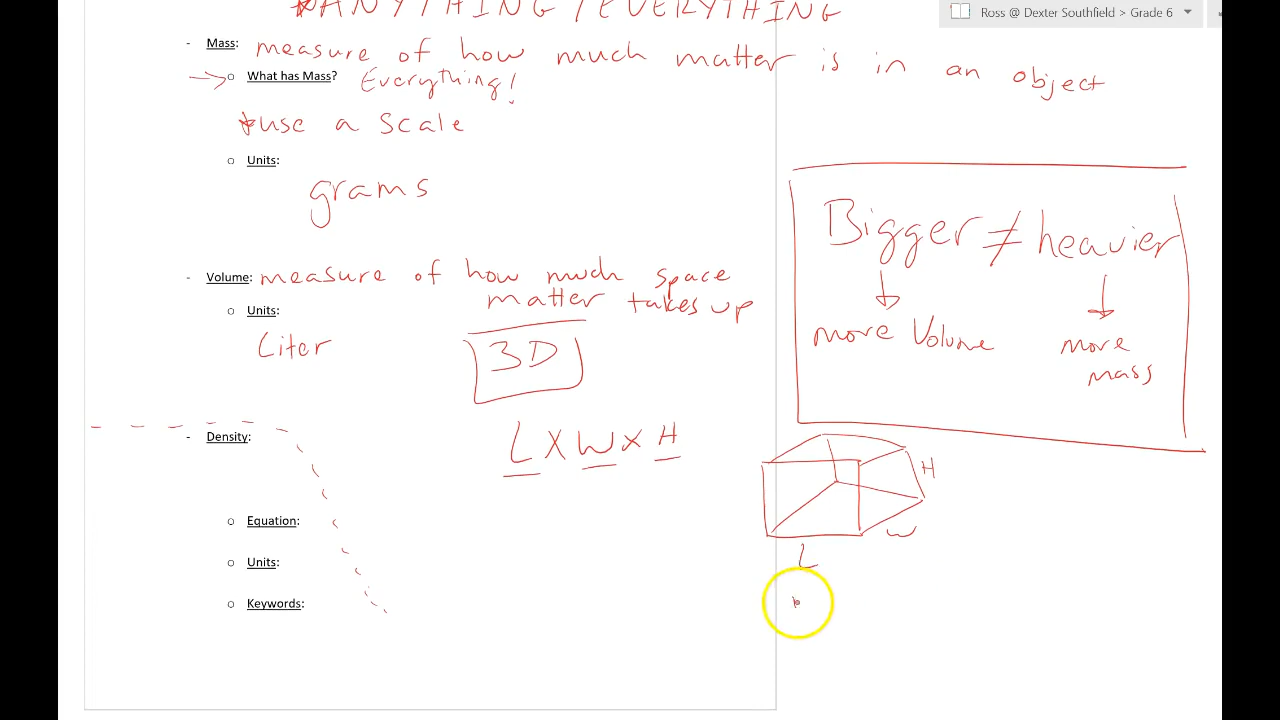 *ANYTHING/EVERYTHING
Ross @ Dexter Southfield > Grade 6
- Mass: measure of how much matter is in an object
o What has Mass? Everything!
*use a scale
o Units:
grams
Bigger ≠ heavier
more Volume
more
mass
- Volume: measure of how much space
matter takes up
o Units:
Liter
3D
L X W X H
- Density:
H
W
L
o Equation:
o Units:
o Keywords: